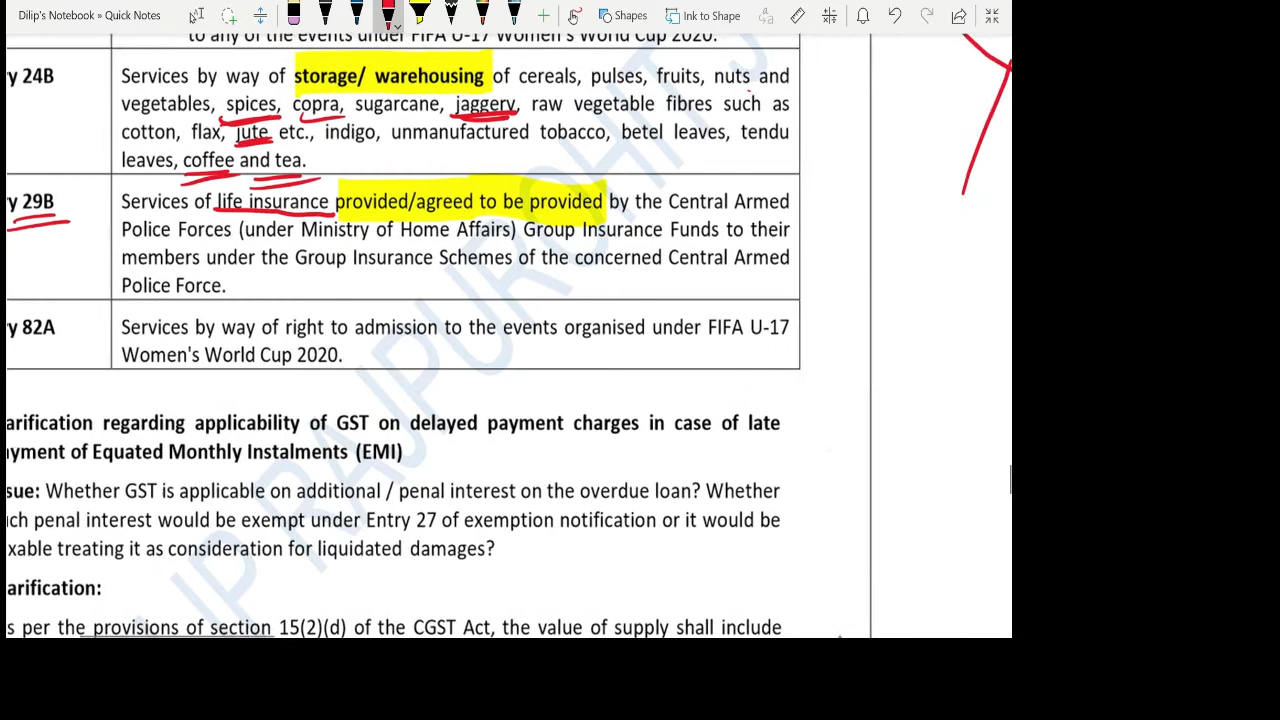 Dilip's Notebook » Quick Notes
Shapes
Ink to Shape
to any of the events under FIFA U-17 Women's World Cup 2020.
ry 24B
Services by way of storage/ warehousing of cereals, pulses, fruits, nuts and
vegetables, spices, copra, sugarcane, jaggery, raw vegetable fibres such as
cotton, flax, jute etc., indigo, unmanufactured tobacco, betel leaves, tendu
leaves, coffee and tea.
ry 29B
Services of life insurance provided/agreed to be provided by the Central Armed
Police Forces (under Ministry of Home Affairs) Group Insurance Funds to their
members under the Group Insurance Schemes of the concerned Central Armed
Police Force.
ry 82A
Services by way of right to admission to the events organised under FIFA U-17
Women's World Cup 2020.
arification regarding applicability of GST on delayed payment charges in case of late
ayment of Equated Monthly Instalments (EMI)
sue: Whether GST is applicable on additional / penal interest on the overdue loan? Whether
uch penal interest would be exempt under Entry 27 of exemption notification or it would be
xable treating it as consideration for liquidated damages?
arification:
s per the provisions of section 15(2)(d) of the CGST Act, the value of supply shall include
IP RAJPUROHIT S